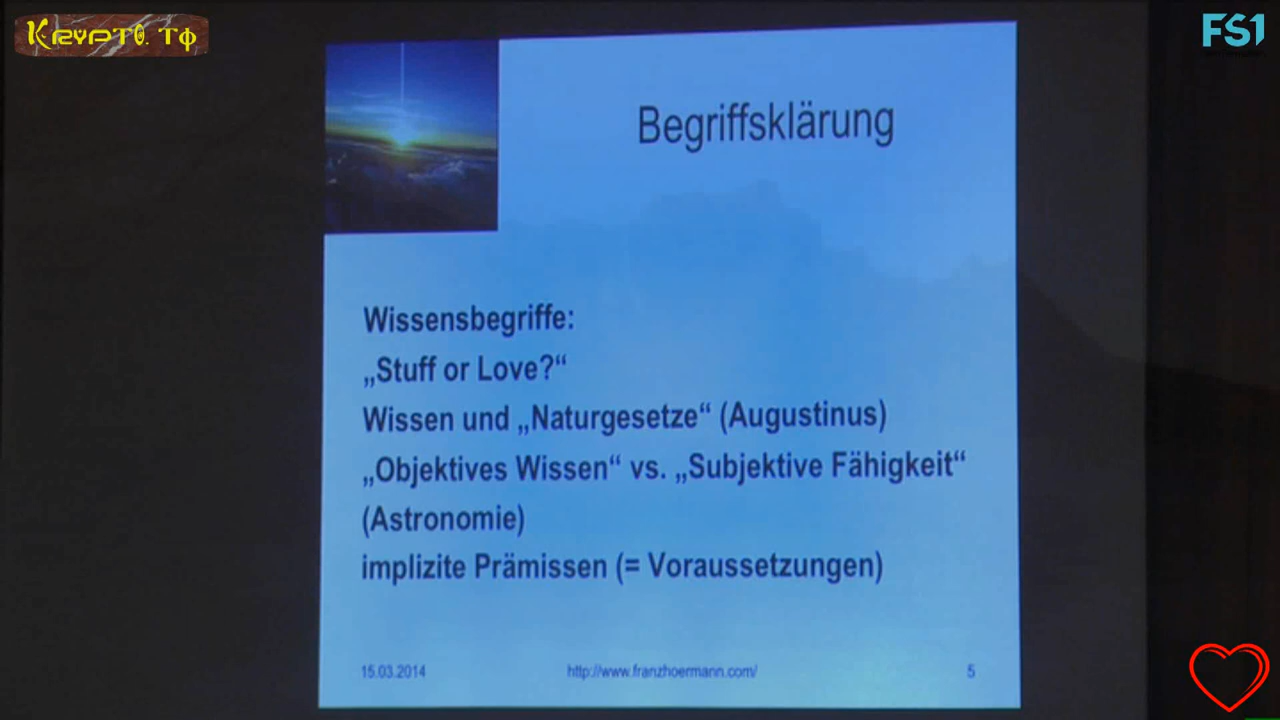 KRYPTO.TΦ
FS1
Begriffsklärung
Wissensbegriffe:
„Stuff or Love?“
Wissen und „Naturgesetze“ (Augustinus)
„Objektives Wissen“ vs. „Subjektive Fähigkeit“
(Astronomie)
implizite Prämissen (= Voraussetzungen)
15.03.2014 http://www.franzhoermann.com/ 5